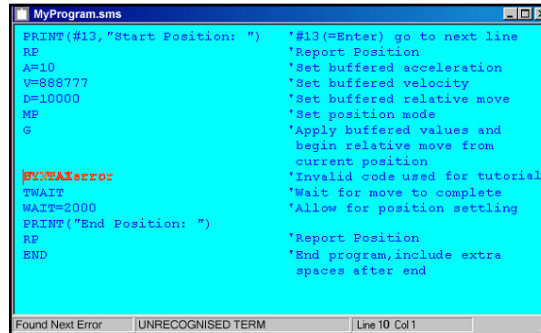 MyProgram.sms
PRINT(#13,"Start Position: ")     '#13(=Enter) go to next line
RP     'Report Position
A=10     'Set buffered acceleration
V=888777     'Set buffered velocity
D=10000     'Set buffered relative move
MP     'Set position mode
G     'Apply buffered values and
begin relative move from
current position
SYNTAXerror     'Invalid code used for tutorial
TWAIT     'Wait for move to complete
WAIT=2000     'Allow for position settling
PRINT("End Position: ")
RP     'Report Position
END     'End program,include extra
spaces after end
Found Next Error     UNRECOGNISED TERM     Line 10 Col 1